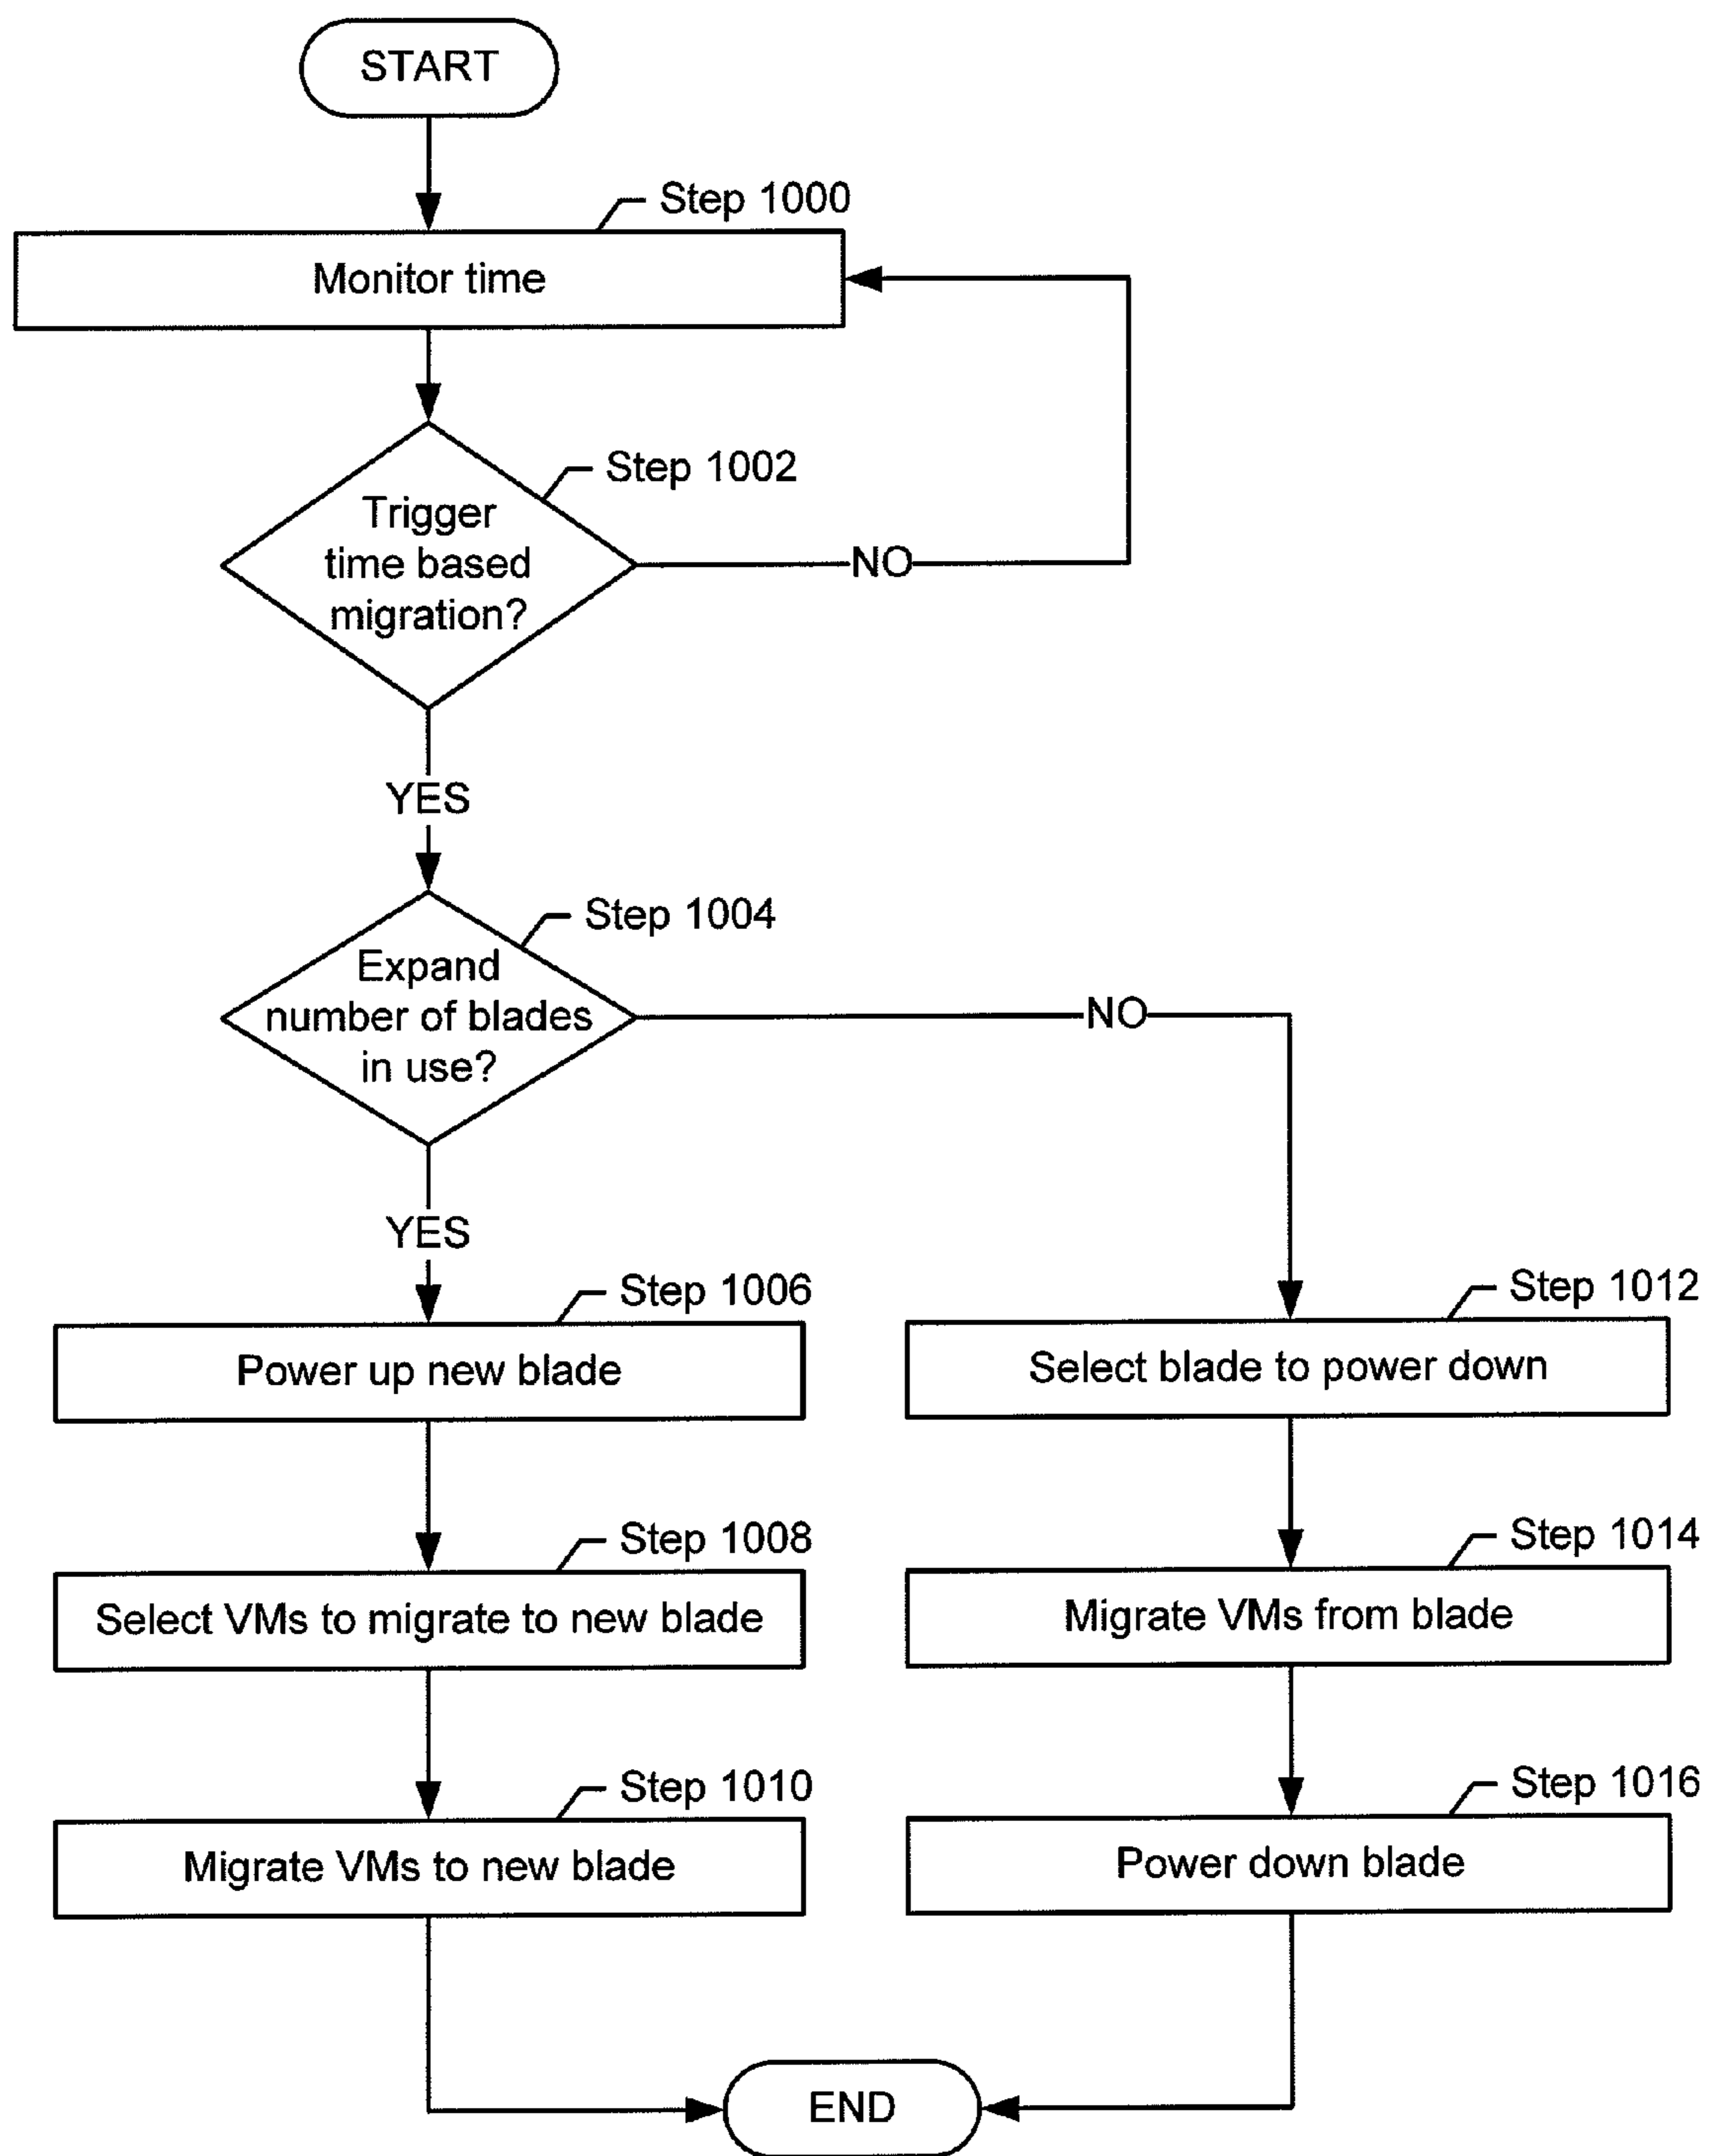 START
Step 1000
Monitor time
Step 1002
Trigger
time based
migration?
NO
YES
Step 1004
Expand
number of blades
in use?
NO
YES
Step 1006
Power up new blade
Step 1008
Select VMs to migrate to new blade
Step 1010
Migrate VMs to new blade
Step 1012
Select blade to power down
Step 1014
Migrate VMs from blade
Step 1016
Power down blade
END